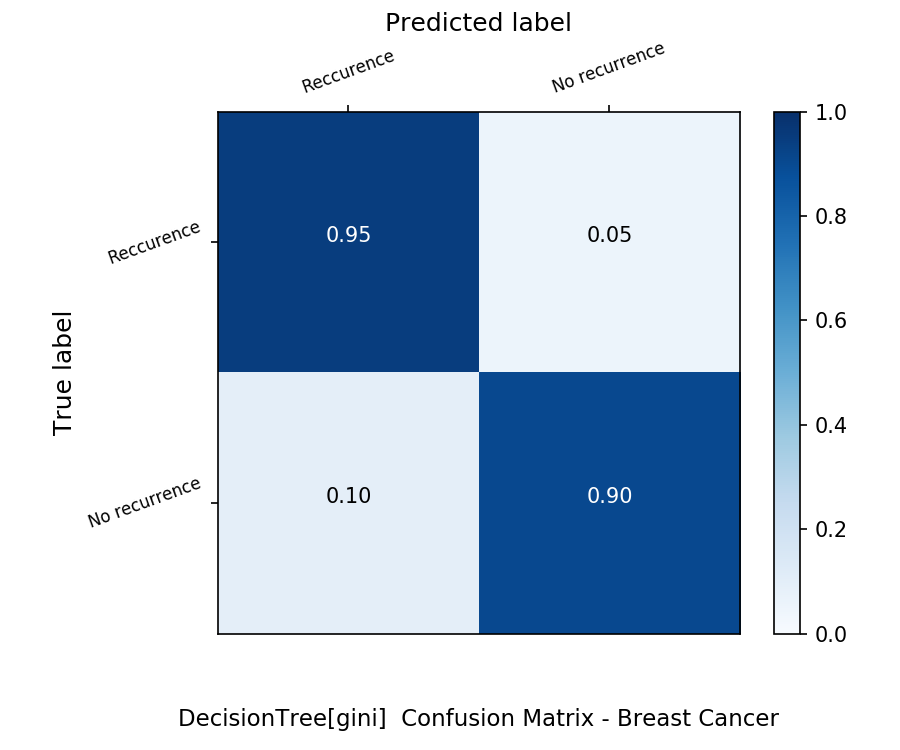 Predicted label
Reccurence
No recurrence
1.0
0.8
0.6
0.4
0.2
0.0
True label
Reccurence
0.95
0.05
No recurrence
0.10
0.90
DecisionTree[gini]  Confusion Matrix - Breast Cancer